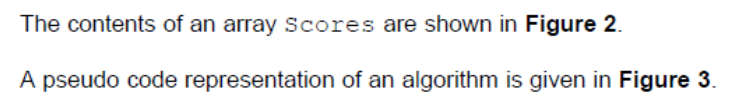 The contents of an array Scores are shown in Figure 2.
A pseudo code representation of an algorithm is given in Figure 3.